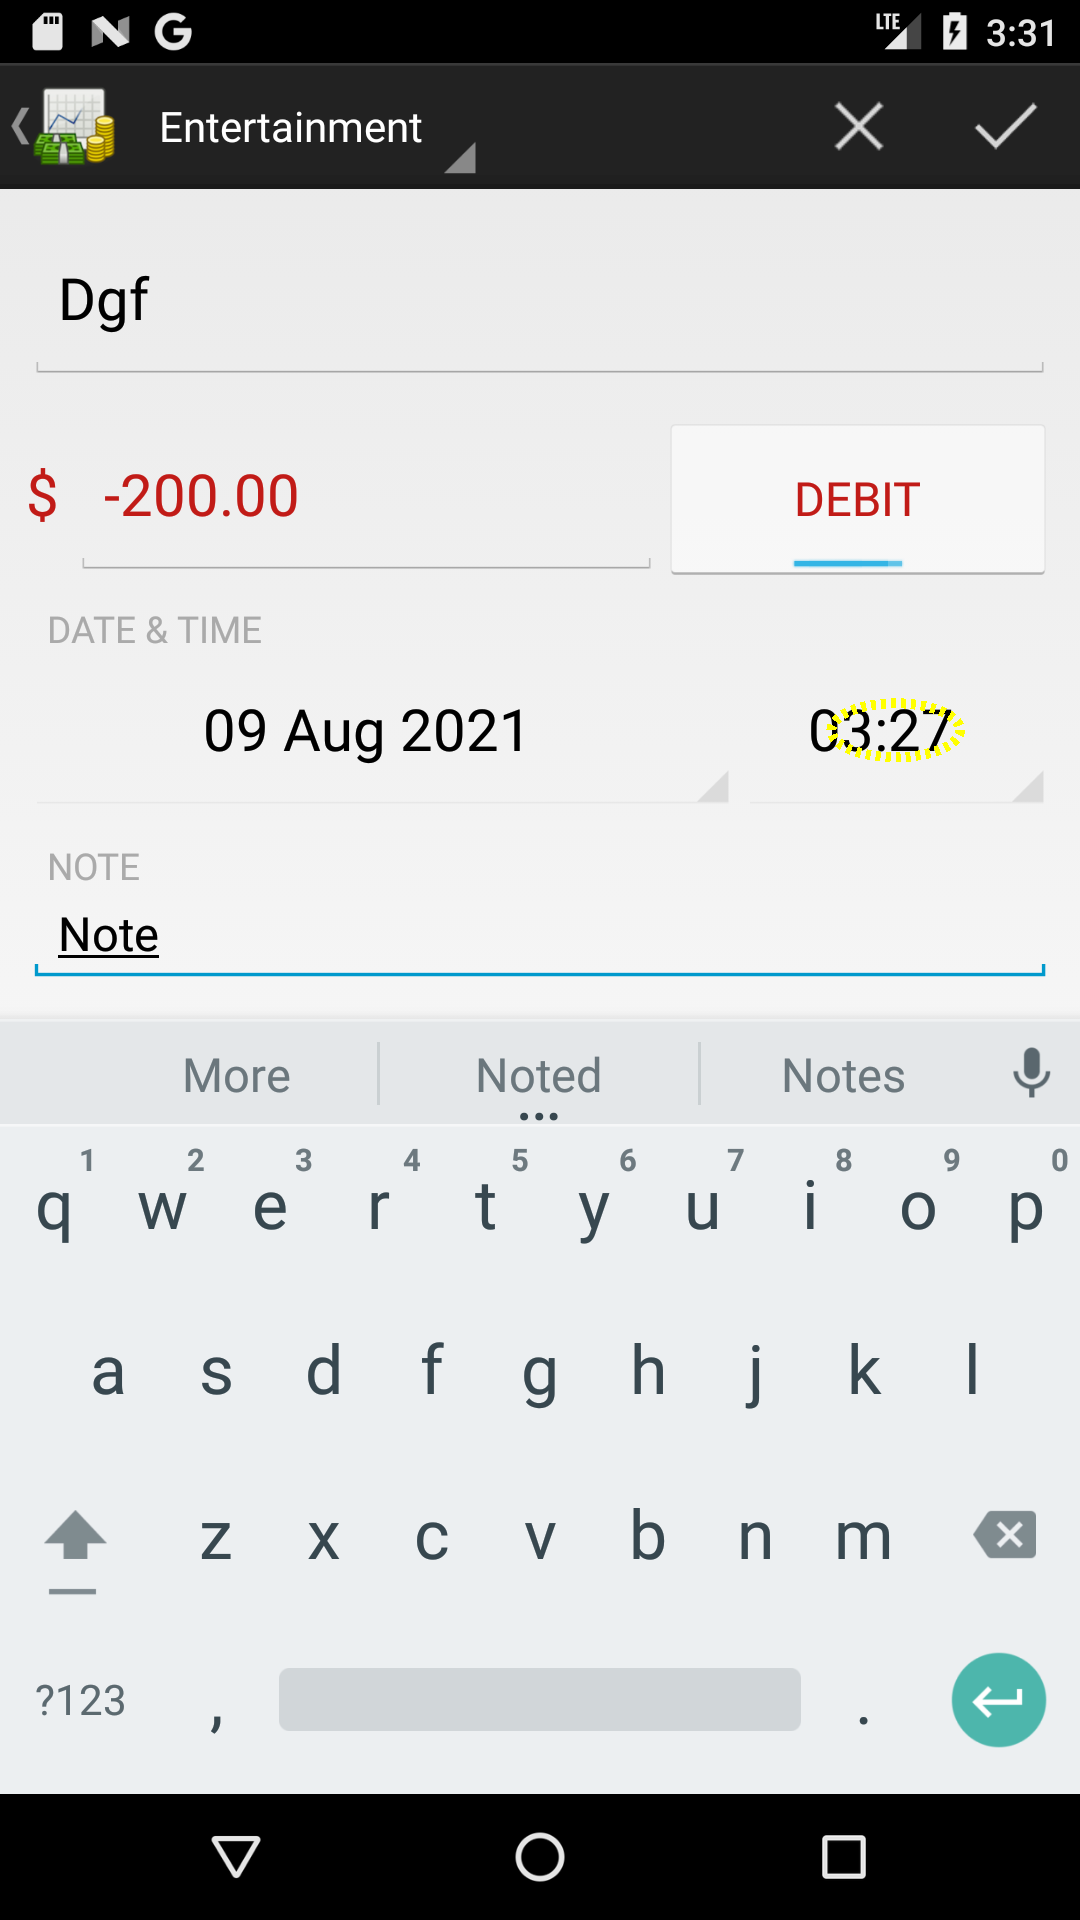 LTE 3:31
Entertainment
Dgf
$ -200.00 DEBIT
DATE & TIME
09 Aug 2021 03:27
NOTE
Note
More Noted Notes
1 2 3 4 5 6 7 8 9 0
q w e r t y u i o p
a s d f g h j k l
z x c v b n m
?123 , .